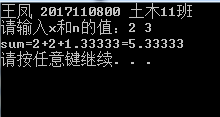 王凤 2017110800 土木11班
请输入x和n的值：2 3
sum=2+2+1.33333=5.33333
请按任意键继续. . .